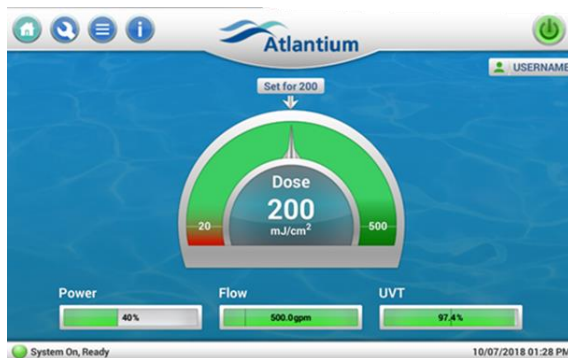 Atlantium
USERNAME
Set for 200
Dose
200
mJ/cm²
20
500
Power
Flow
UVT
40%
500.0gpm
97.4%
System On, Ready
10/07/2018 01:28 PM